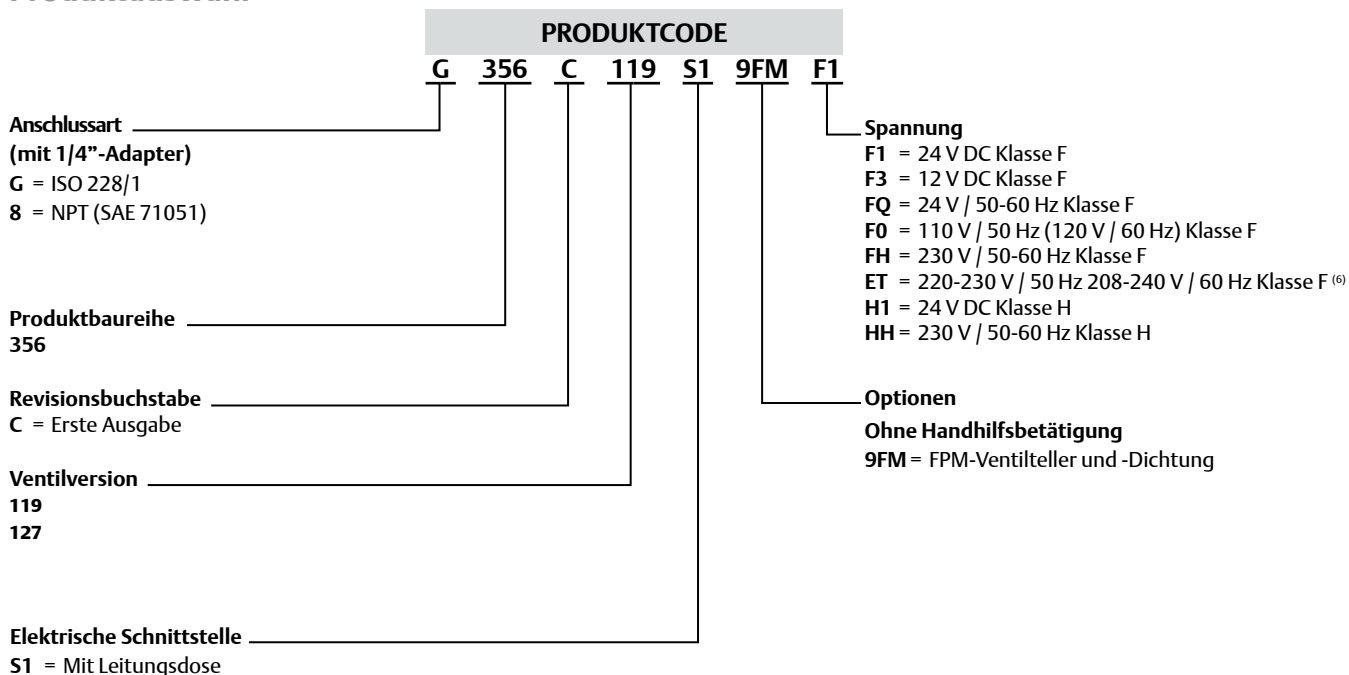 PRODUKTCODE
G 356 C 119 S1 9FM F1
Anschlussart
(mit 1/4”-Adapter)
G = ISO 228/1
8 = NPT (SAE 71051)
Produktbaureihe
356
Revisionsbuchstabe
C = Erste Ausgabe
Ventilversion
119
127
Elektrische Schnittstelle
S1 = Mit Leitungsdose
Spannung
F1 = 24 V DC Klasse F
F3 = 12 V DC Klasse F
FQ = 24 V / 50-60 Hz Klasse F
F0 = 110 V / 50 Hz (120 V / 60 Hz) Klasse F
FH = 230 V / 50-60 Hz Klasse F
ET = 220-230 V / 50 Hz 208-240 V / 60 Hz Klasse F (6)
H1 = 24 V DC Klasse H
HH = 230 V / 50-60 Hz Klasse H
Optionen
Ohne Handhilfsbetätigung
9FM = FPM-Ventilteller und -Dichtung